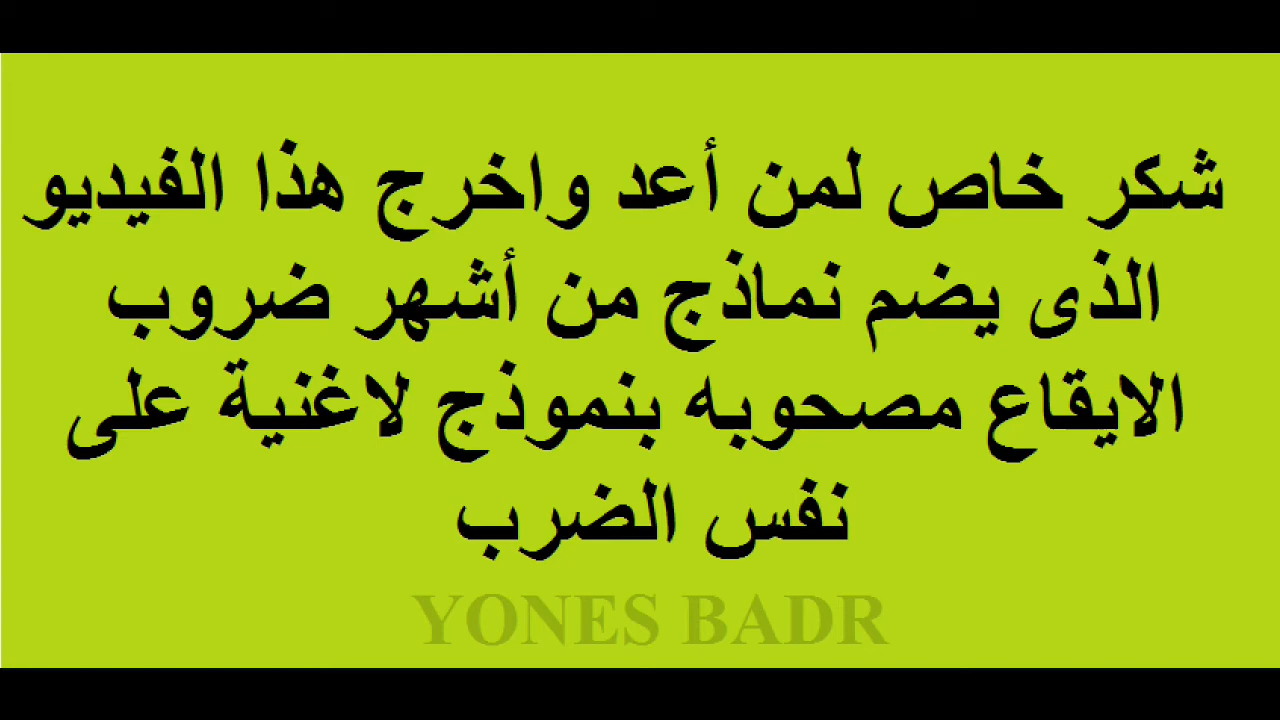 شكر خاص لمن أعد واخرج هذا الفيديو
الذى يضم نماذج من أشهر ضروب
الايقاع مصحوبه بنموذج لاغنية على
نفس الضرب
YONES BADR